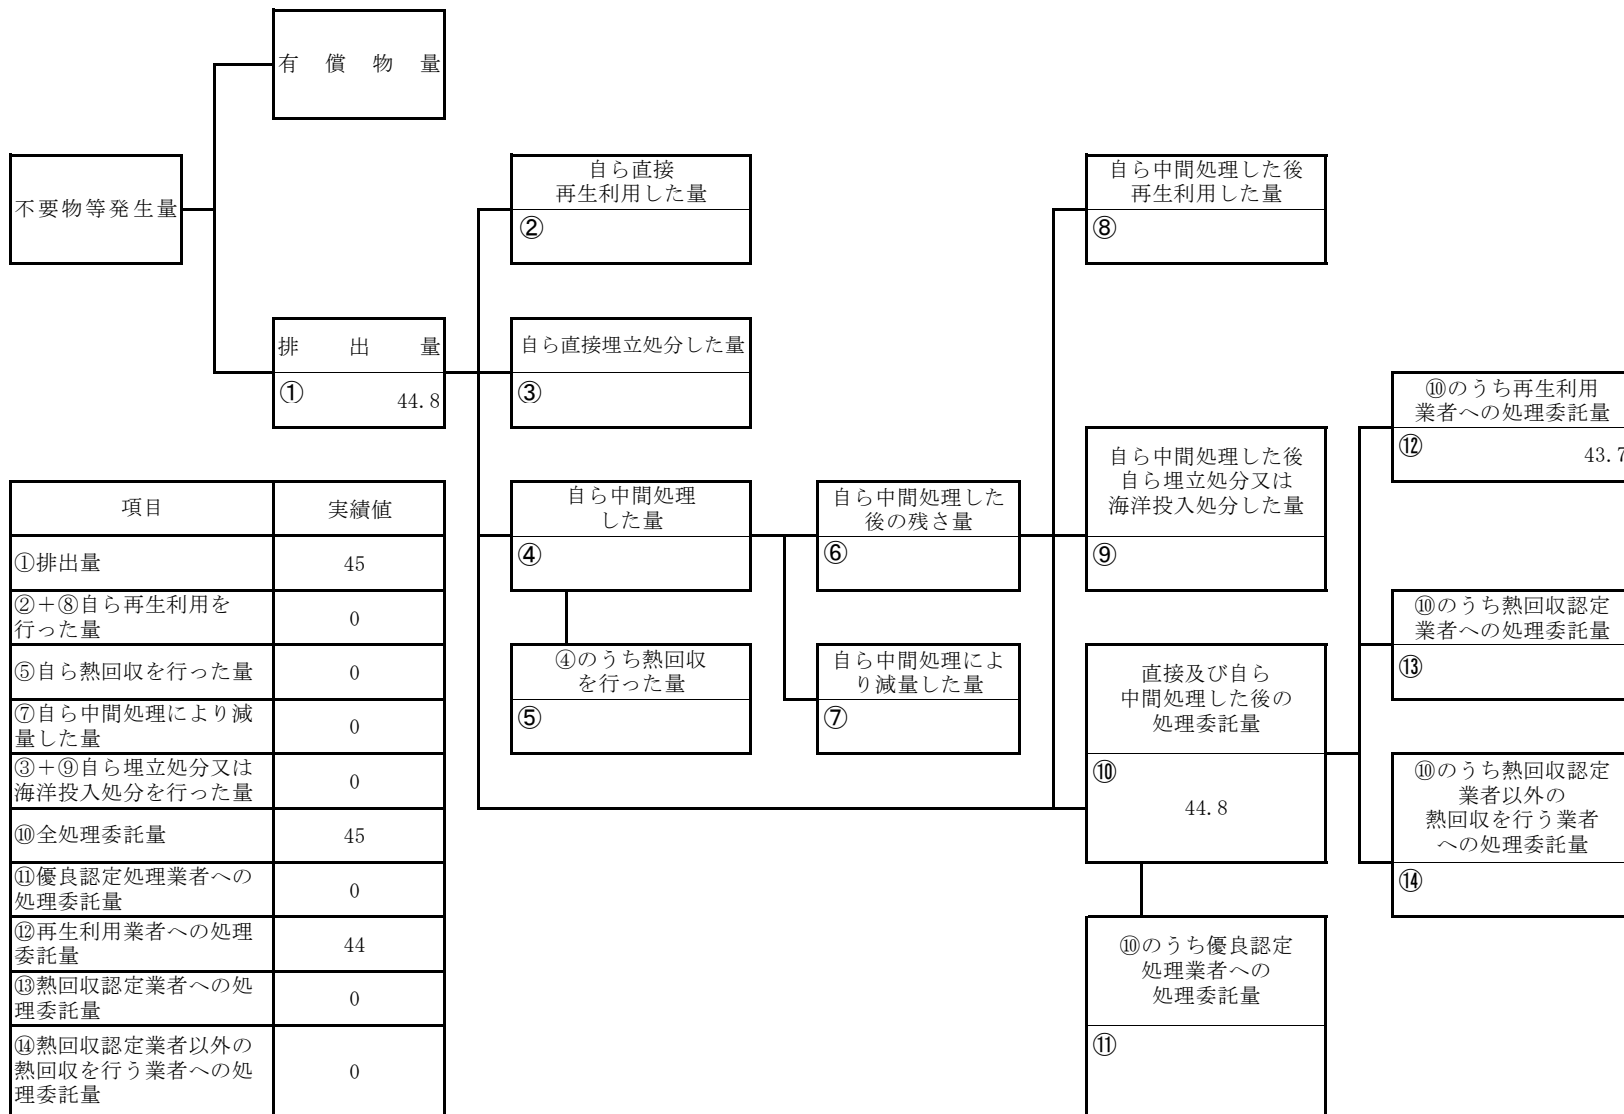 有償物量
不要物等発生量
自ら直接
再生利用した量
②
自ら中間処理した後
再生利用した量
⑧
排出量
①
44.8
自ら直接埋立処分した量
③
⑩のうち再生利用
業者への処理委託量
⑫
43.7
自ら中間処理した後
自ら埋立処分又は
海洋投入処分した量
⑨
自ら中間処理
した量
④
自ら中間処理した
後の残さ量
⑥
⑩のうち熱回収認定
業者への処理委託量
⑬
④のうち熱回収
を行った量
⑤
自ら中間処理によ
り減量した量
⑦
直接及び自ら
中間処理した後の
処理委託量
⑩
44.8
⑩のうち熱回収認定
業者以外の
熱回収を行う業者
への処理委託量
⑭
⑩のうち優良認定
処理業者への
処理委託量
⑪
項目 実績値
①排出量 45
②＋⑧自ら再生利用を
行った量 0
⑤自ら熱回収を行った量 0
⑦自ら中間処理により減
量した量 0
③＋⑨自ら埋立処分又は
海洋投入処分を行った量 0
⑩全処理委託量 45
⑪優良認定処理業者への
処理委託量 0
⑫再生利用業者への処理
委託量 44
⑬熱回収認定業者への処
理委託量 0
⑭熱回収認定業者以外の
熱回収を行う業者への処
理委託量 0